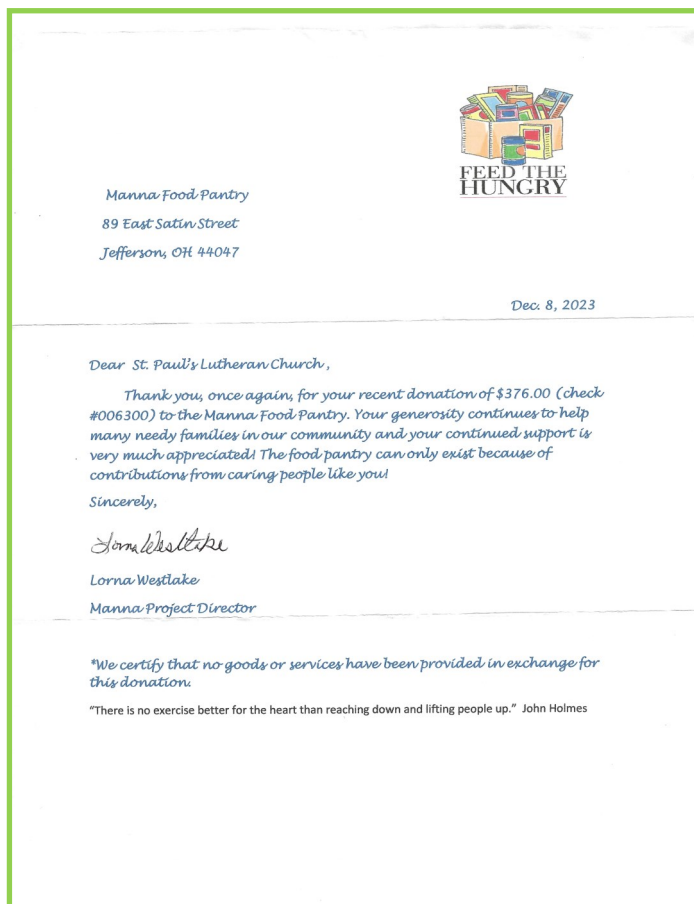 FEED THE
HUNGRY
Manna Food Pantry
89 East Satin Street
Jefferson, OH 44047
Dec. 8, 2023
Dear St. Paul's Lutheran Church,
Thank you, once again, for your recent donation of $376.00 (check
#006300) to the Manna Food Pantry. Your generosity continues to help
many needy families in our community and your continued support is
very much appreciated! The food pantry can only exist because of
contributions from caring people like you!
Sincerely,
Lorna Westlake
Lorna Westlake
Manna Project Director
*We certify that no goods or services have been provided in exchange for
this donation.
“There is no exercise better for the heart than reaching down and lifting people up.” John Holmes